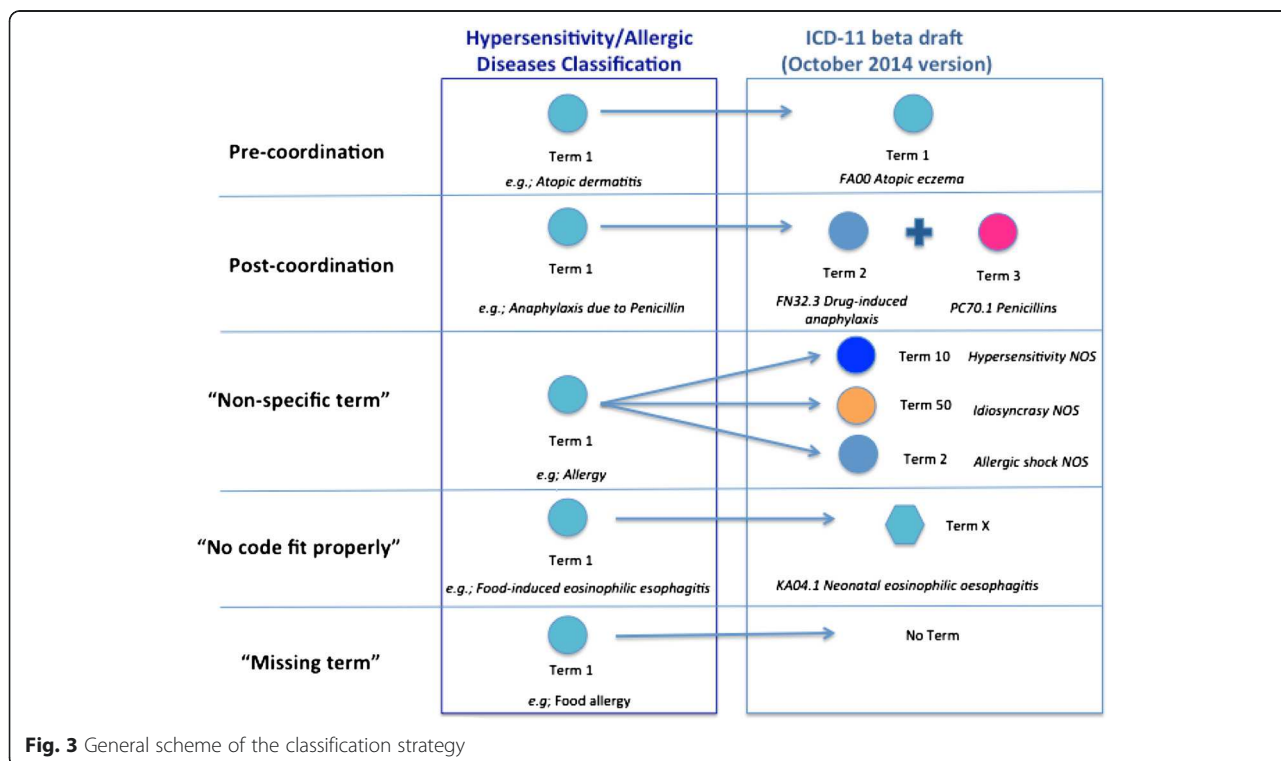 Hypersensitivity/Allergic
Diseases Classification
ICD-11 beta draft
(October 2014 version)
Pre-coordination
Term 1
e.g.; Atopic dermatitis
Term 1
FA00 Atopic eczema
Post-coordination
Term 1
e.g.; Anaphylaxis due to Penicillin
Term 2
FN32.3 Drug-induced
anaphylaxis
Term 3
PC70.1 Penicillins
“Non-specific term”
Term 1
e.g; Allergy
Term 10 Hypersensitivity NOS
Term 50 Idiosyncrasy NOS
Term 2 Allergic shock NOS
“No code fit properly”
Term 1
e.g.; Food-induced eosinophilic esophagitis
Term X
KA04.1 Neonatal eosinophilic oesophagitis
“Missing term”
Term 1
e.g; Food allergy
No Term
Fig. 3 General scheme of the classification strategy